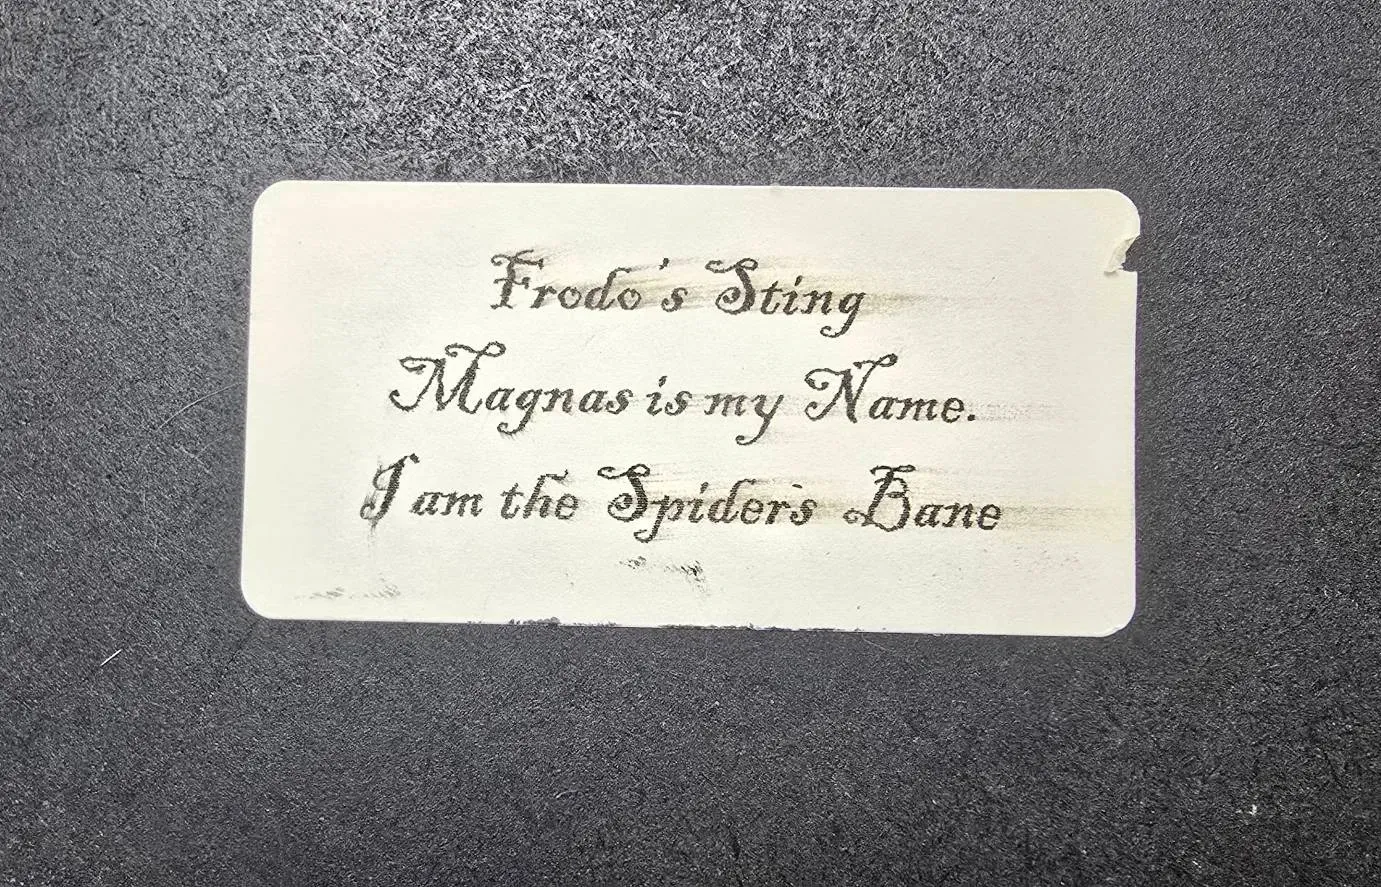 Frodo's Sting
Magnas is my Name.
I am the Spider's Bane